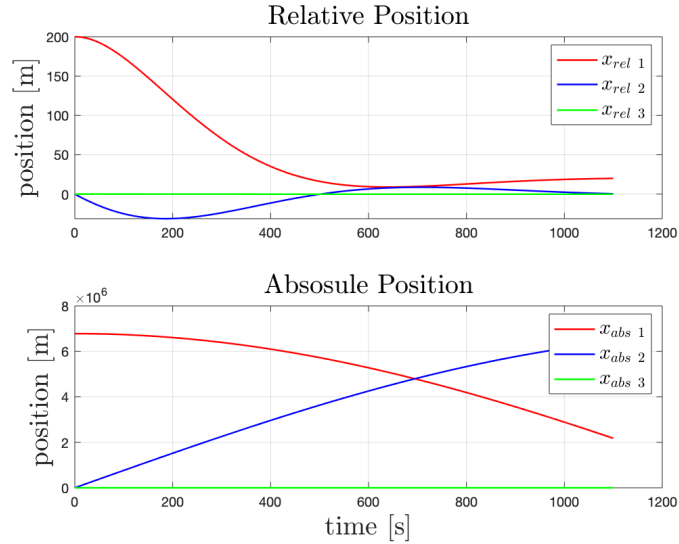 Relative Position
position [m]
200
150
100
50
0
x_rel 1
x_rel 2
x_rel 3
0 200 400 600 800 1000 1200
Absosule Position
position [m]
×10^6
8
6
4
2
0
x_abs 1
x_abs 2
x_abs 3
0 200 400 600 800 1000 1200
time [s]